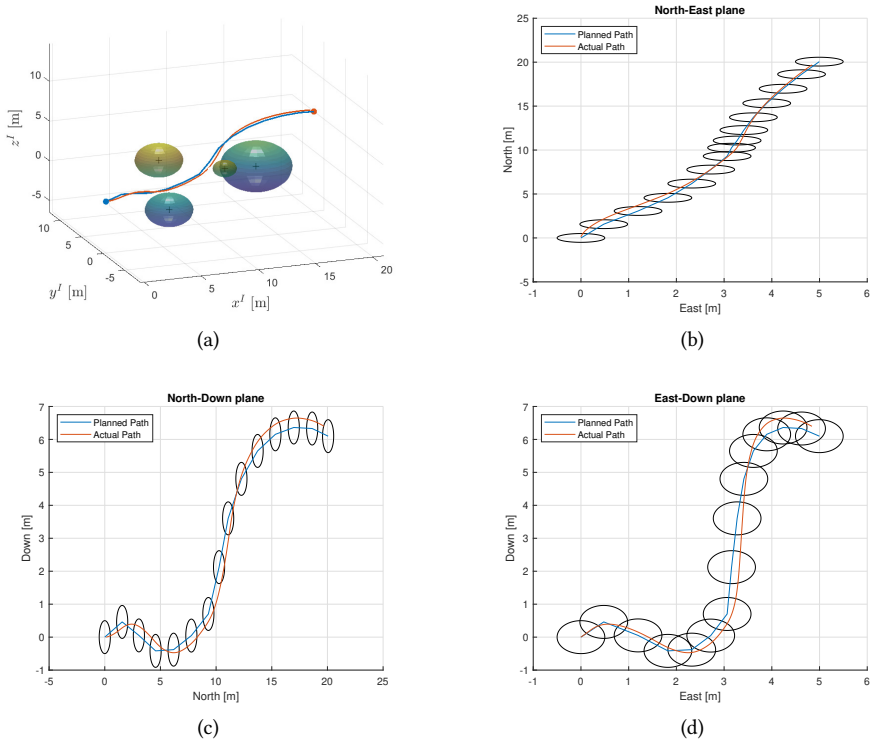 10
5
0
-5
z^I [m]
10
5
0
-5
y^I [m]
0
5
10
15
20
x^I [m]
(a)
North-East plane
Planned Path
Actual Path
25
20
15
10
5
0
-5
North [m]
-1 0 1 2 3 4 5 6
East [m]
(b)
North-Down plane
Planned Path
Actual Path
7
6
5
4
3
2
1
0
-1
Down [m]
-5 0 5 10 15 20 25
North [m]
(c)
East-Down plane
Planned Path
Actual Path
7
6
5
4
3
2
1
0
-1
Down [m]
-1 0 1 2 3 4 5 6
East [m]
(d)